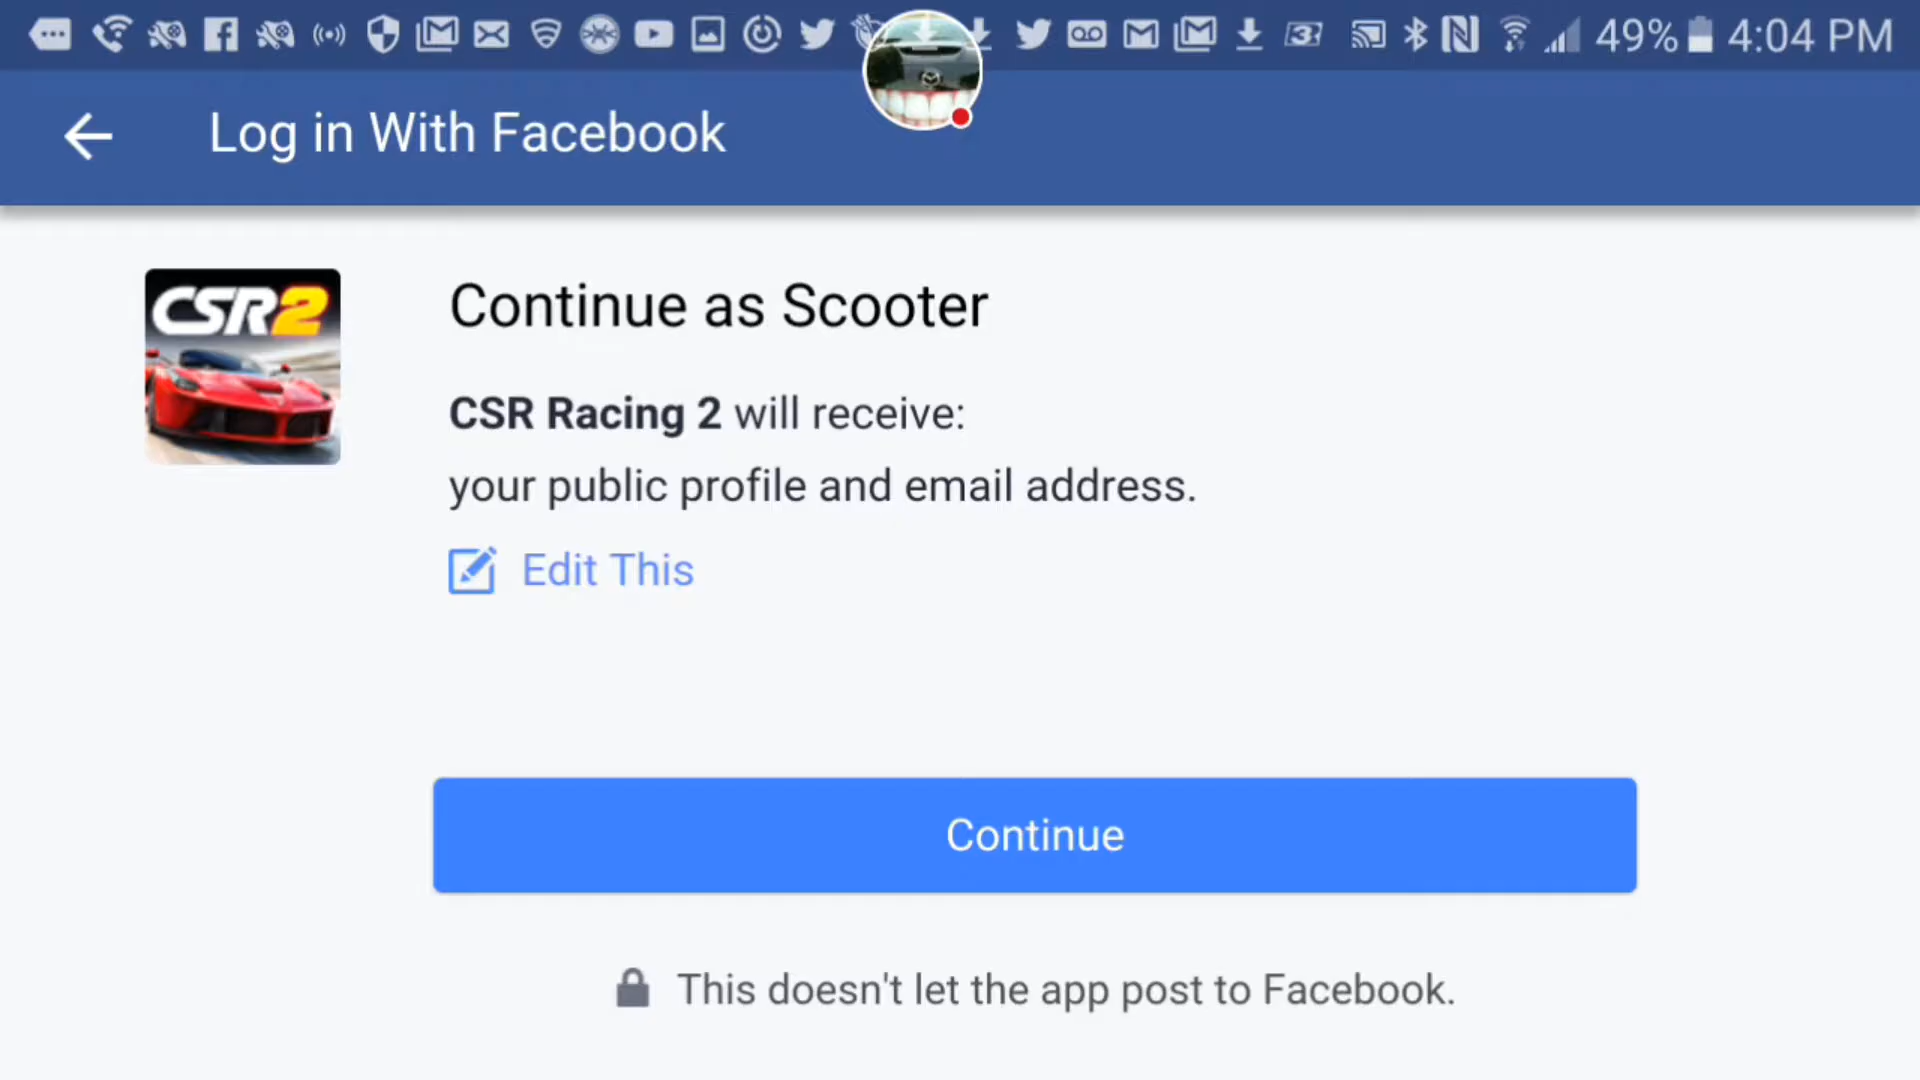 49% 4:04 PM
Log in With Facebook
CSR2
Continue as Scooter
CSR Racing 2 will receive:
your public profile and email address.
Edit This
Continue
This doesn't let the app post to Facebook.